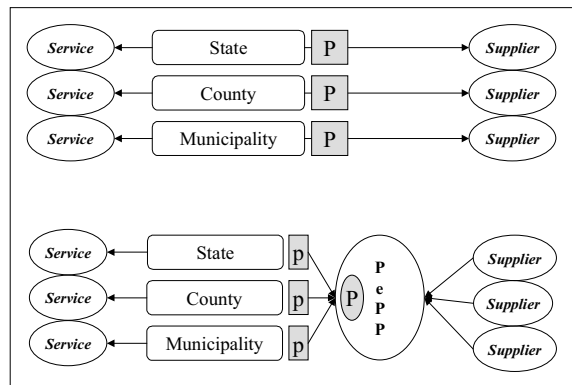 Service State P Supplier
Service County P Supplier
Service Municipality P Supplier
Service State p Supplier
Service County p P Supplier
Service Municipality p Supplier
P
e
P
P